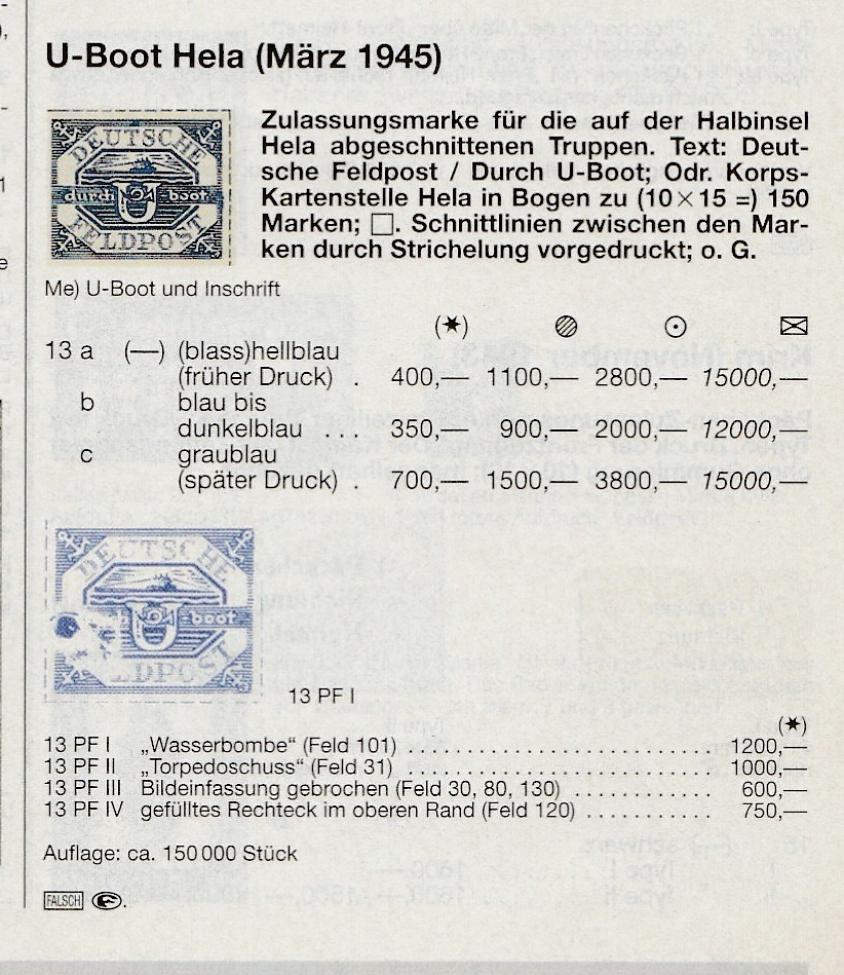 U-Boot Hela (März 1945)
DEUTSCHE
durch boot
FELDPOST
Zulassungsmarke für die auf der Halbinsel
Hela abgeschnittenen Truppen. Text: Deut-
sche Feldpost / Durch U-Boot; Odr. Korps-
Kartenstelle Hela in Bogen zu (10×15 =) 150
Marken; □. Schnittlinien zwischen den Mar-
ken durch Strichelung vorgedruckt; o. G.
Me) U-Boot und Inschrift
(★) ⊘ ⊙ ✉
13 a (—) (blass)hellblau
(früher Druck) . 400,— 1100,— 2800,— 15000,—
b blau bis
dunkelblau ... 350,— 900,— 2000,— 12000,—
c graublau
(später Druck) . 700,— 1500,— 3800,— 15000,—
DEUTSCHE
boot
LDPOST
13 PF I
(★)
13 PF I „Wasserbombe“ (Feld 101) ........................ 1200,—
13 PF II „Torpedoschuss“ (Feld 31) ....................... 1000,—
13 PF III Bildeinfassung gebrochen (Feld 30, 80, 130) .......... 600,—
13 PF IV gefülltes Rechteck im oberen Rand (Feld 120) .......... 750,—
Auflage: ca. 150 000 Stück
FALSCH